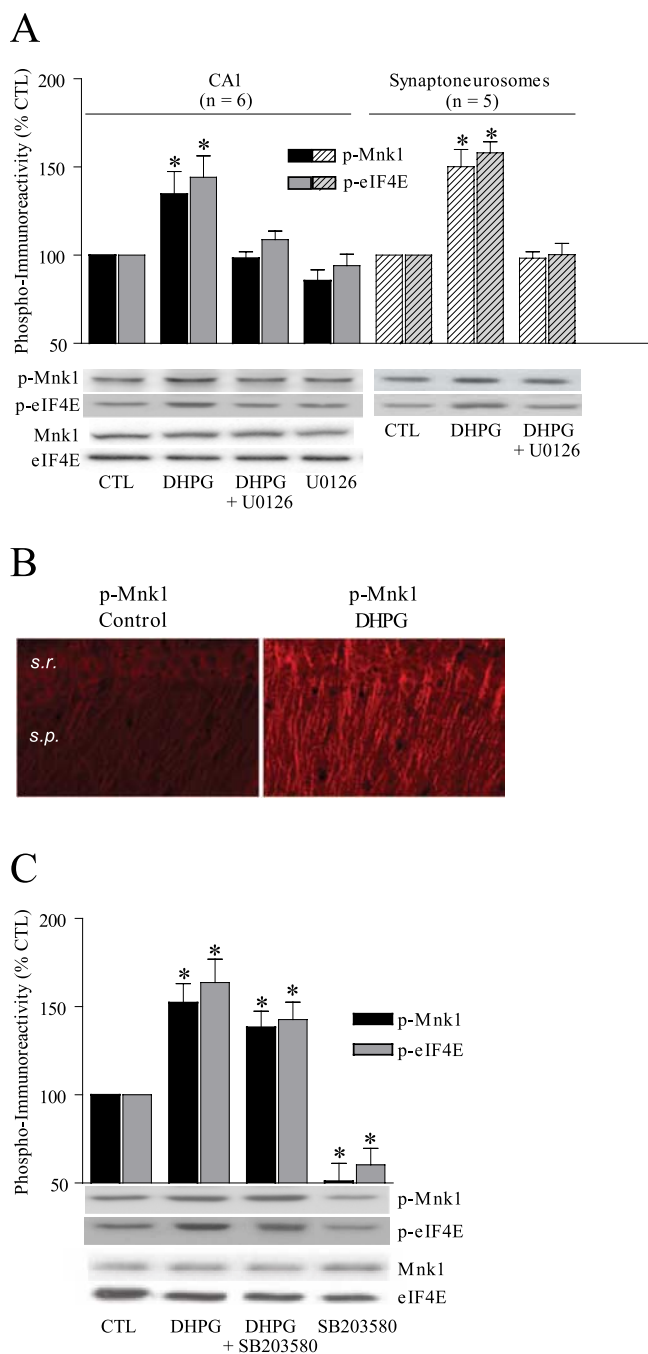 A
CA1
(n = 6)
Synaptoneurosomes
(n = 5)
Phospho-Immunoreactivity (% CTL)
200
150
100
50
* * * *
p-Mnk1
p-eIF4E
p-Mnk1
p-eIF4E
Mnk1
eIF4E
CTL DHPG DHPG + U0126 U0126
CTL DHPG DHPG + U0126
B
p-Mnk1
Control
p-Mnk1
DHPG
s.r.
s.p.
C
Phospho-Immunoreactivity (% CTL)
200
150
100
50
* * * * * *
p-Mnk1
p-eIF4E
p-Mnk1
p-eIF4E
Mnk1
eIF4E
CTL DHPG DHPG + SB203580 SB203580